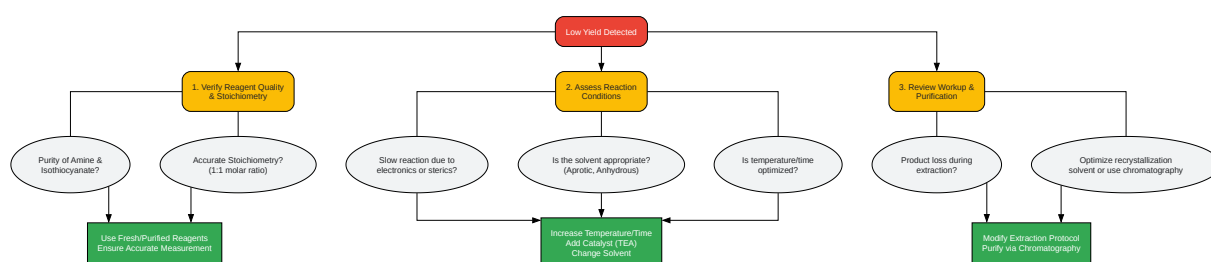 Low Yield Detected
1. Verify Reagent Quality
& Stoichiometry
2. Assess Reaction
Conditions
3. Review Workup &
Purification
Purity of Amine &
Isothiocyanate?
Accurate Stoichiometry?
(1:1 molar ratio)
Slow reaction due to
electronics or sterics?
Is the solvent appropriate?
(Aprotic, Anhydrous)
Is temperature/time
optimized?
Product loss during
extraction?
Optimize recrystallization
solvent or use chromatography
Use Fresh/Purified Reagents
Ensure Accurate Measurement
Increase Temperature/Time
Add Catalyst (TEA)
Change Solvent
Modify Extraction Protocol
Purify via Chromatography